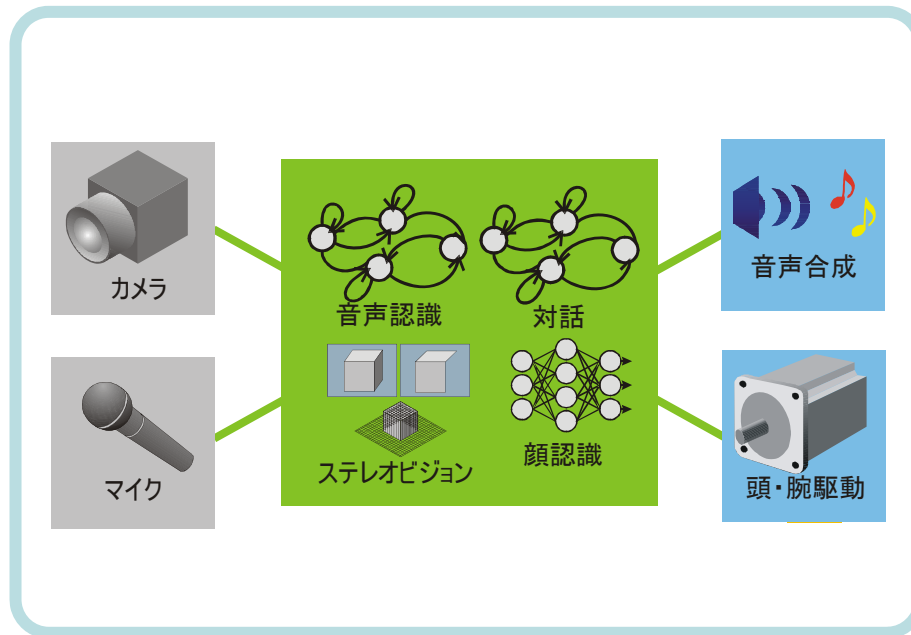 カメラ
マイク
音声認識
対話
ステレオビジョン
顔認識
音声合成
頭・腕駆動